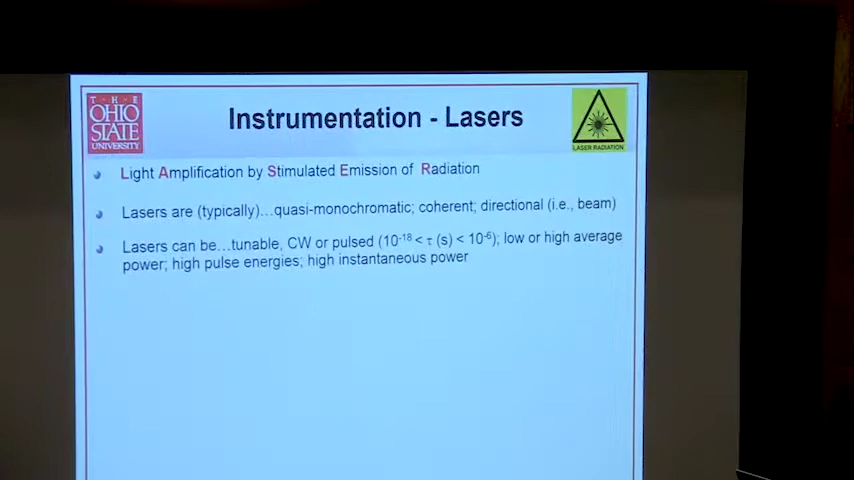 T · H · E
OHIO
STATE
UNIVERSITY
Instrumentation - Lasers
LASER RADIATION
Light Amplification by Stimulated Emission of Radiation
Lasers are (typically)…quasi-monochromatic; coherent; directional (i.e., beam)
Lasers can be…tunable, CW or pulsed (10⁻¹⁸ < τ (s) < 10⁻⁶); low or high average
power; high pulse energies; high instantaneous power